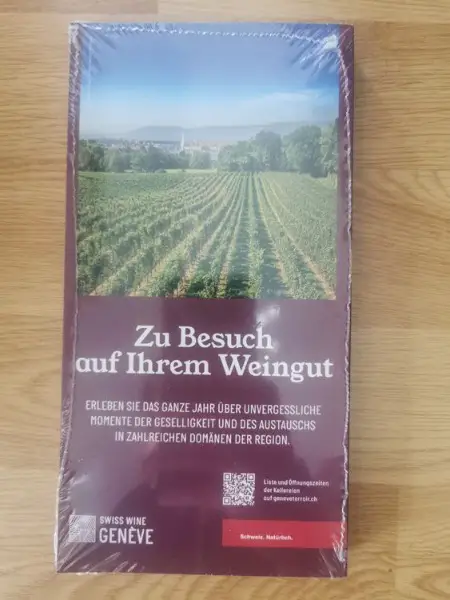 Zu Besuch
auf Ihrem Weingut
ERLEBEN SIE DAS GANZE JAHR ÜBER UNVERGESSLICHE
MOMENTE DER GESELLIGKEIT UND DES AUSTAUSCHS
IN ZAHLREICHEN DOMÄNEN DER REGION.
Liste und Öffnungszeiten
der Kellereien
auf geneveterroir.ch
SWISS WINE
GENÈVE
Schweiz. Natürlich.